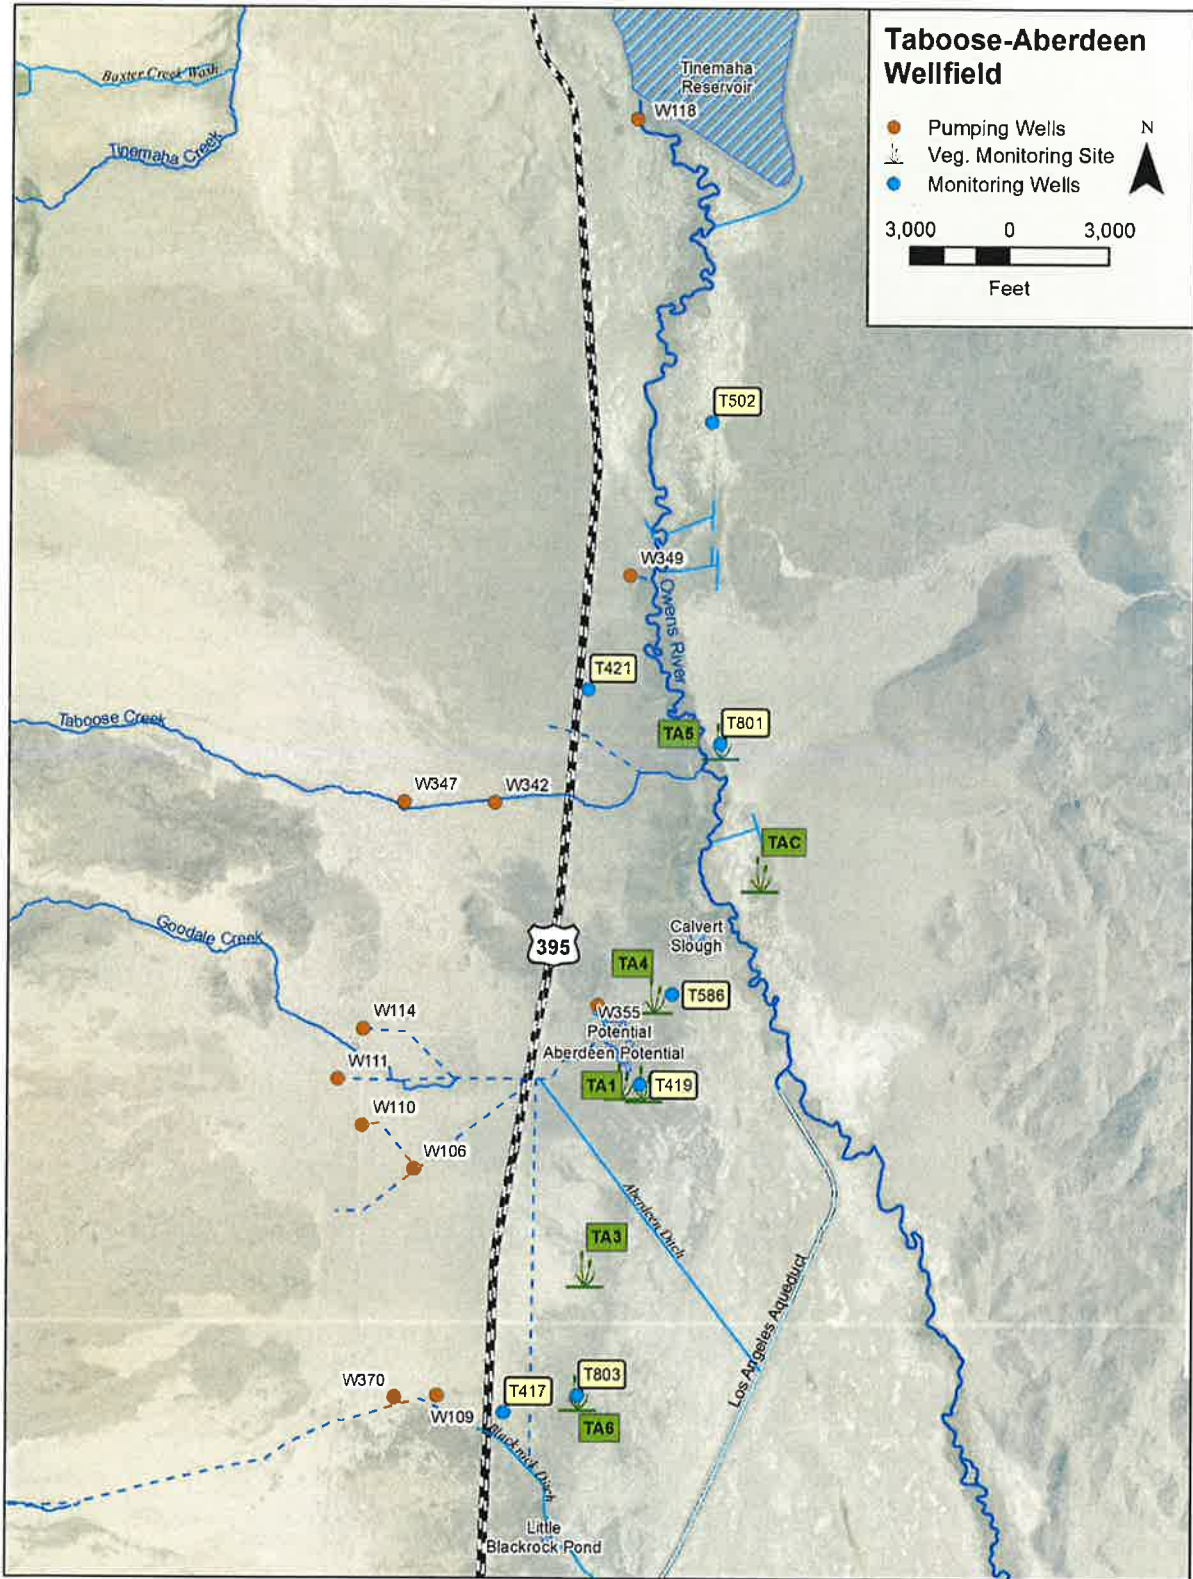 Taboose-Aberdeen
Wellfield
Pumping Wells
Veg. Monitoring Site
Monitoring Wells
N
3,000 0 3,000
Feet
Baxter Creek Wash
Tinemaha Creek
Tinemaha
Reservoir
W118
T502
W349
Owens River
T421
TA5
T801
Taboose Creek
W347
W342
TAC
Goodale Creek
395
Calvert
Slough
TA4
T586
W355
Potential
Aberdeen Potential
W114
W111
TA1
T419
W110
W106
Aberdeen Ditch
TA3
Los Angeles Aqueduct
W370
W109
T417
T803
TA6
Blackrock Ditch
Little
Blackrock Pond